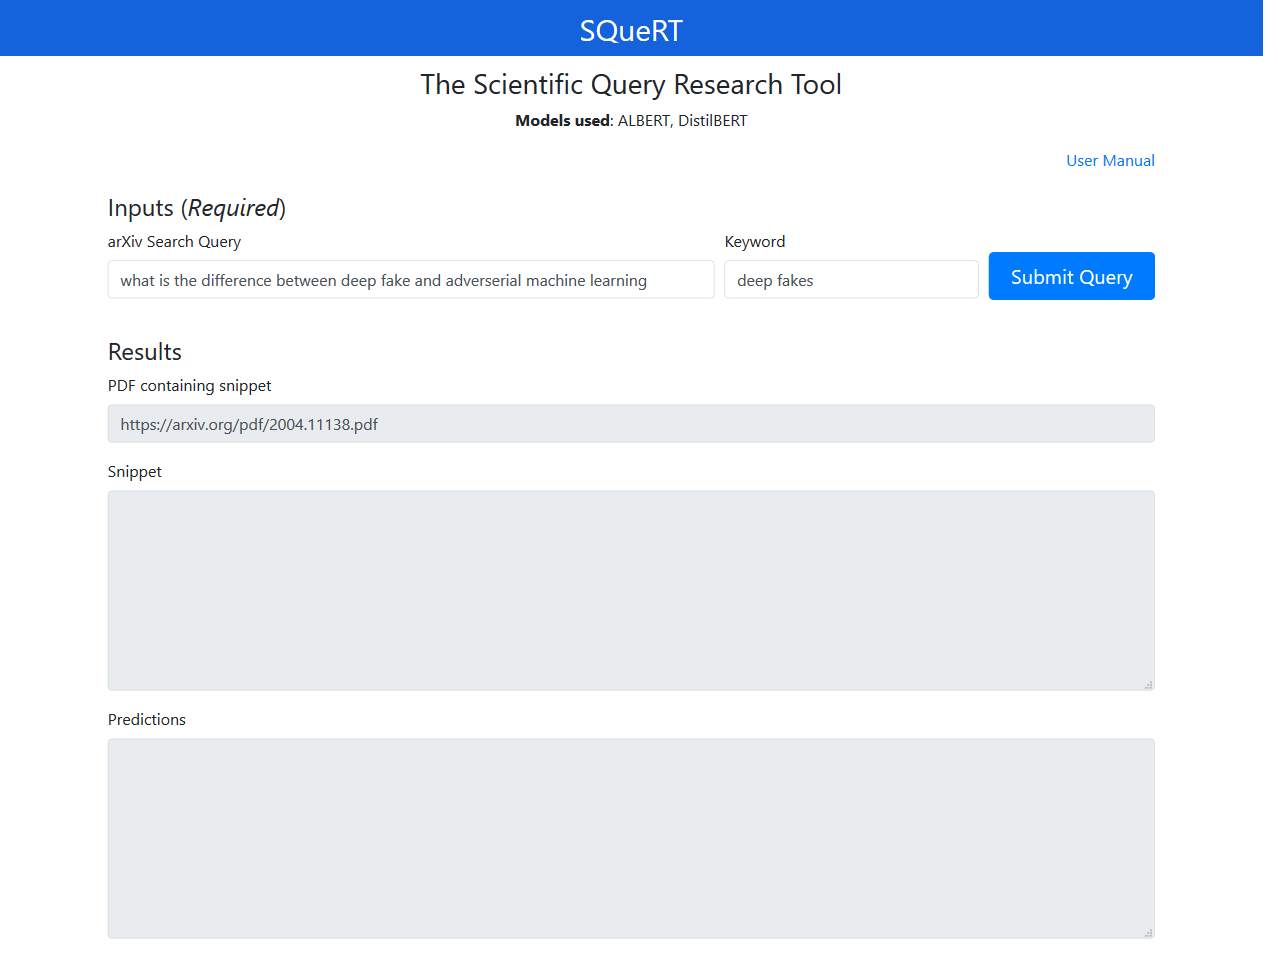 SQueRT
The Scientific Query Research Tool
Models used: ALBERT, DistilBERT
User Manual
Inputs (Required)
arXiv Search Query
Keyword
what is the difference between deep fake and adverserial machine learning
deep fakes
Submit Query
Results
PDF containing snippet
https://arxiv.org/pdf/2004.11138.pdf
Snippet
Predictions